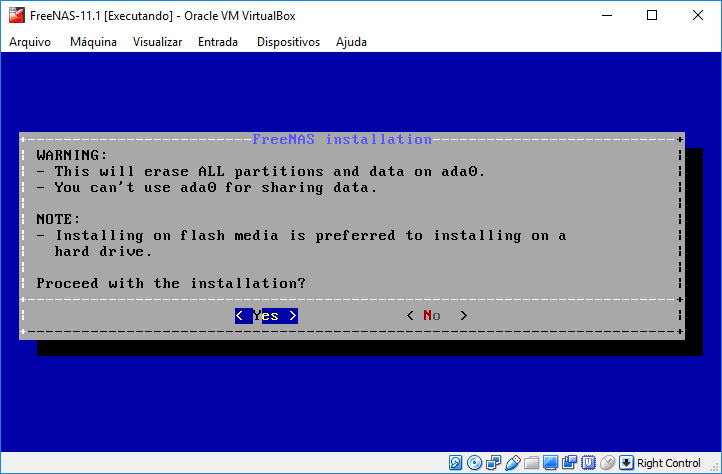 FreeNAS-11.1 [Executando] - Oracle VM VirtualBox
Arquivo Máquina Visualizar Entrada Dispositivos Ajuda
FreeNAS installation
WARNING:
- This will erase ALL partitions and data on ada0.
- You can't use ada0 for sharing data.
NOTE:
- Installing on flash media is preferred to installing on a
hard drive.
Proceed with the installation?
< Yes > < No >
Right Control